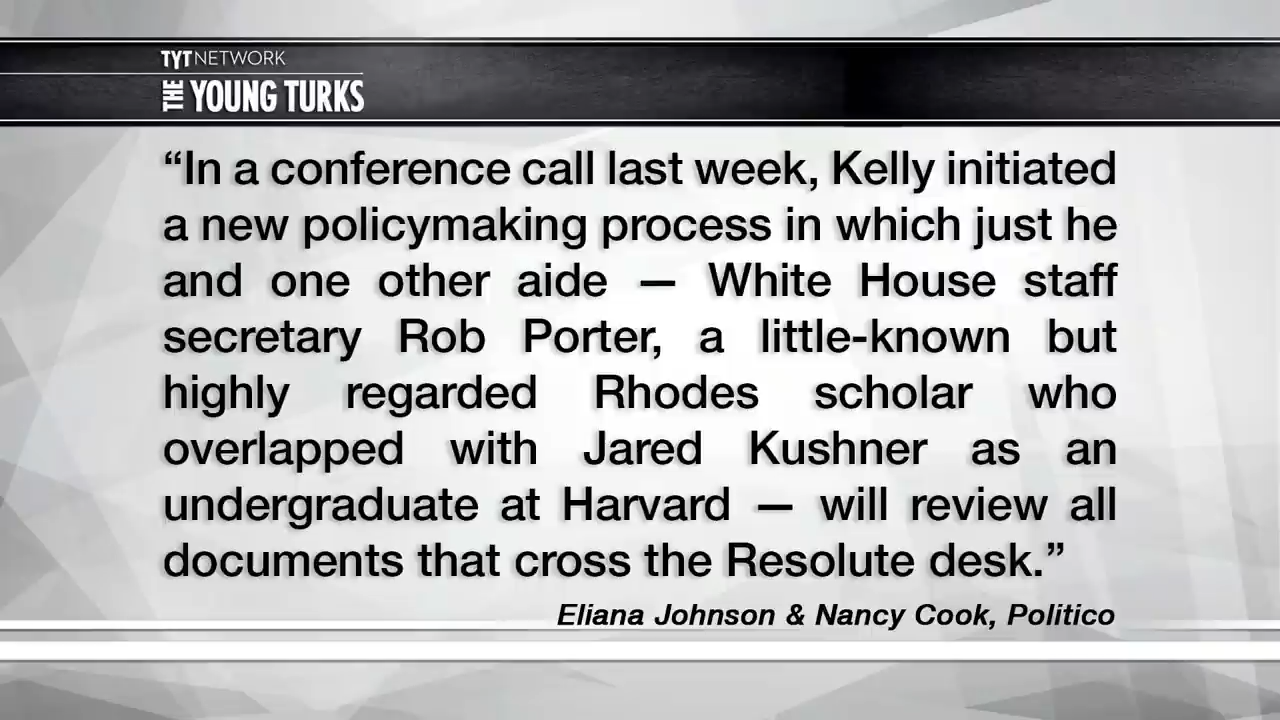 TYTNETWORK
THE YOUNG TURKS
“In a conference call last week, Kelly initiated
a new policymaking process in which just he
and one other aide — White House staff
secretary Rob Porter, a little-known but
highly regarded Rhodes scholar who
overlapped with Jared Kushner as an
undergraduate at Harvard — will review all
documents that cross the Resolute desk.”
Eliana Johnson & Nancy Cook, Politico